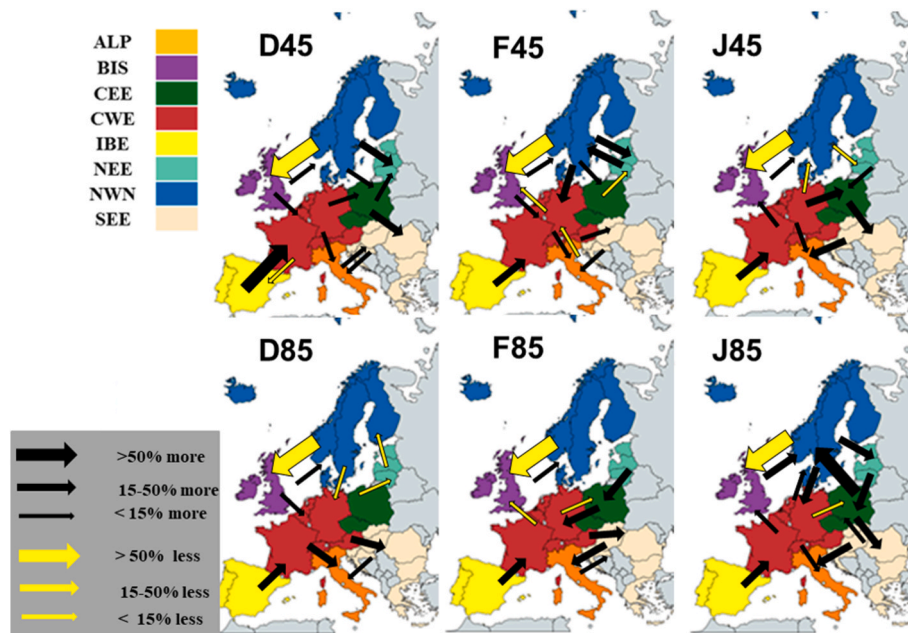 ALP
BIS
CEE
CWE
IBE
NEE
NWN
SEE
D45
F45
J45
D85
F85
J85
>50% more
15-50% more
< 15% more
> 50% less
15-50% less
< 15% less